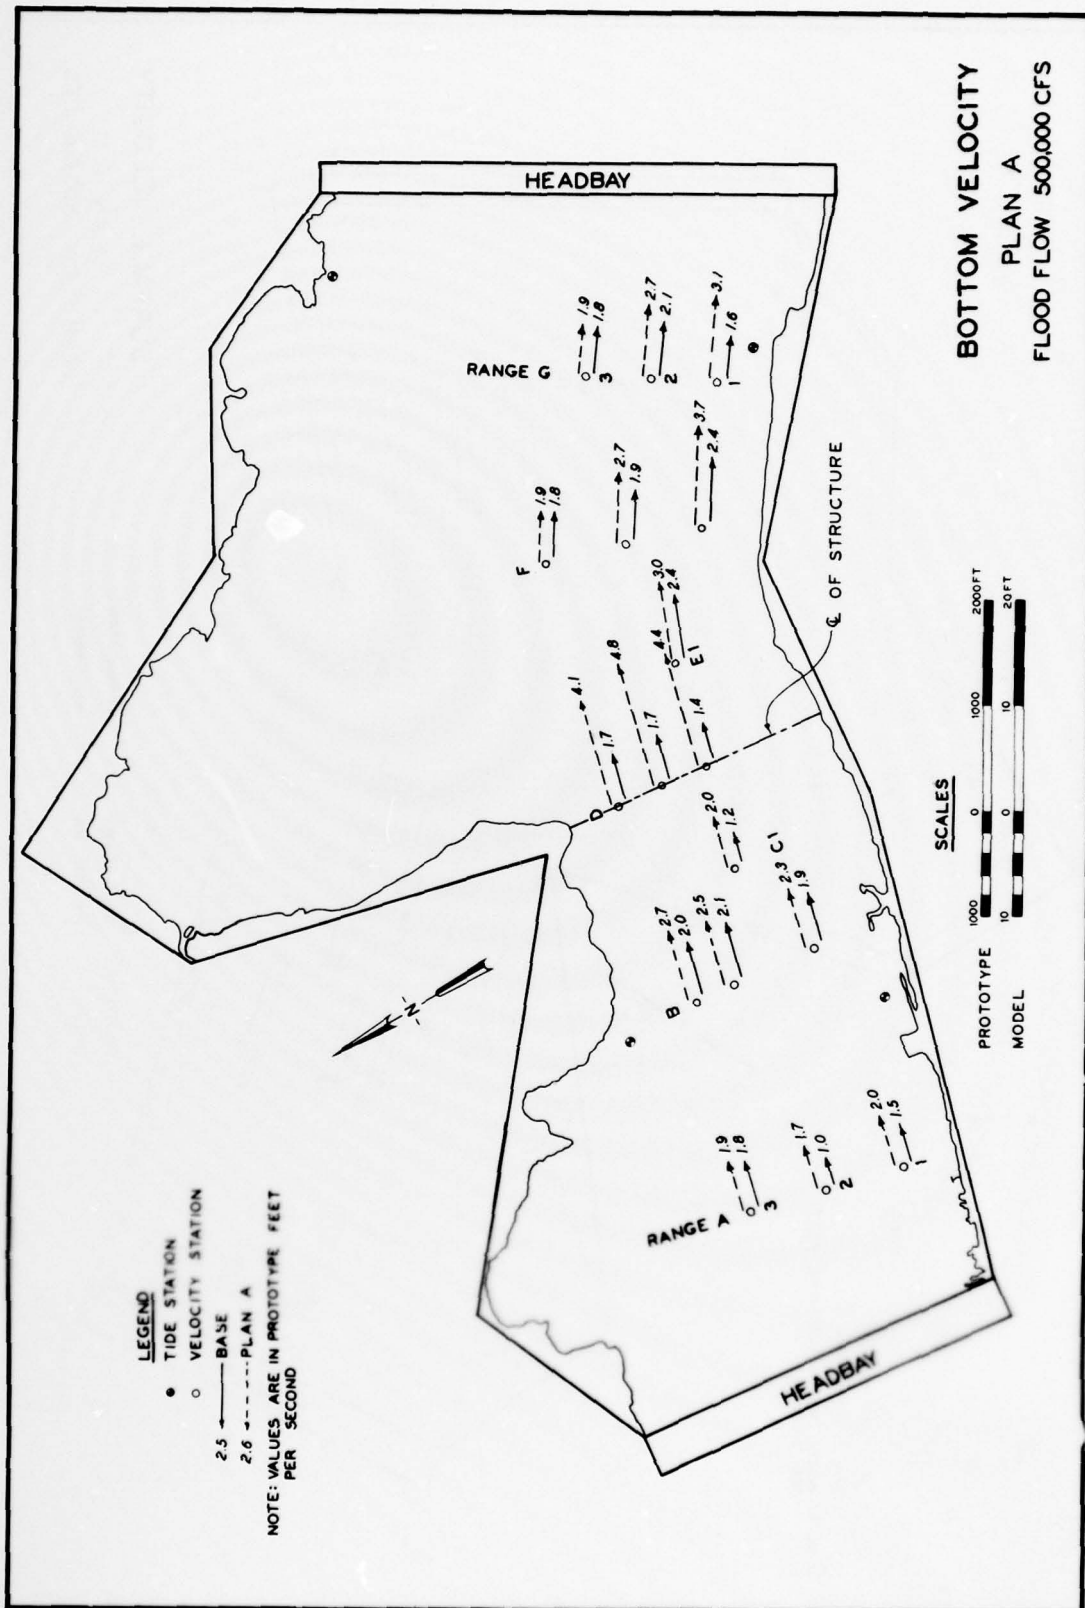 HEADBAY
RANGE G
3
1.9
1.8
2
2.7
2.1
1
3.1
1.6
F
1.9
1.8
2.7
1.9
3.7
2.4
E1
3.0
2.4
D
4.1
1.7
4.8
1.7
4.4
1.4
℄ OF STRUCTURE
2.0
1.2
C1
2.3
1.9
B
2.7
2.0
2.5
2.1
N
RANGE A
3
1.9
1.8
2
1.7
1.0
1
2.0
1.5
HEADBAY
LEGEND
TIDE STATION
VELOCITY STATION
2.5 BASE
2.6 PLAN A
NOTE: VALUES ARE IN PROTOTYPE FEET
PER SECOND
SCALES
PROTOTYPE 1000 0 1000 2000 FT
MODEL 10 0 10 20 FT
BOTTOM VELOCITY
PLAN A
FLOOD FLOW 500,000 CFS